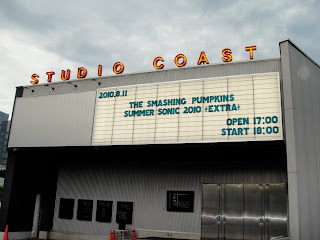 STUDIO COAST
2010.8.11
THE SMASHING PUMPKINS
SUMMER SONIC 2010 -EXTRA-
OPEN 17:00
START 18:00